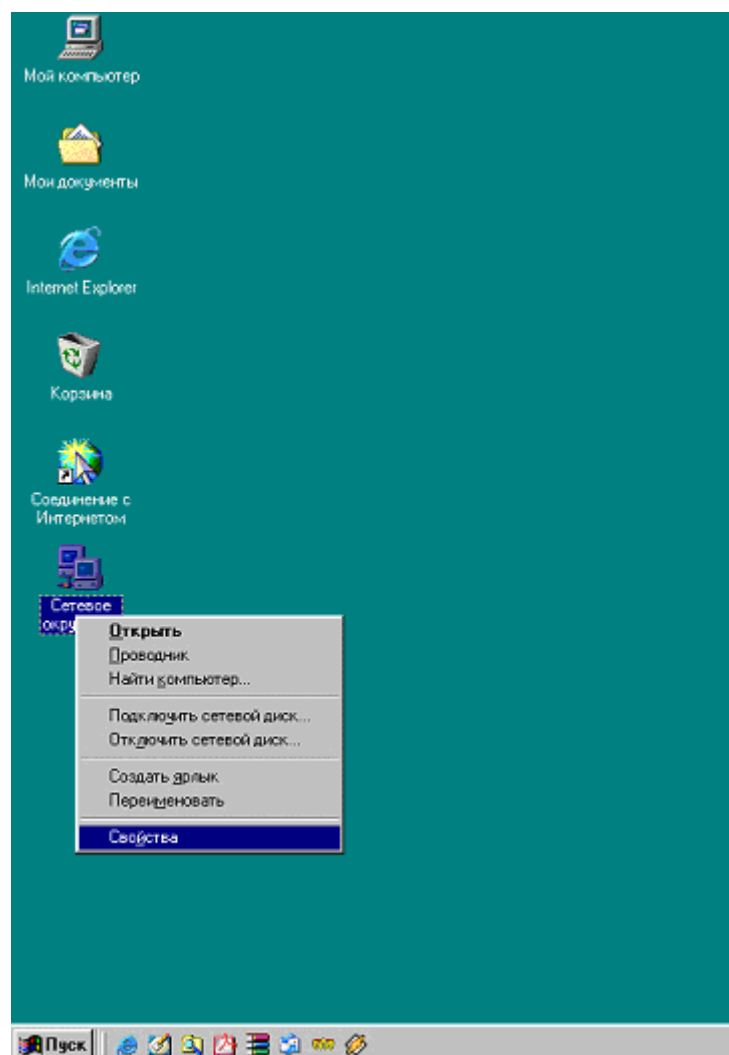 Мой компьютер
Мои документы
Internet Explorer
Корзина
Соединение с
Интернетом
Сетевое
окру
Открыть
Проводник
Найти компьютер...
Подключить сетевой диск...
Отключить сетевой диск...
Создать ярлык
Переименовать
Свойства
Пуск